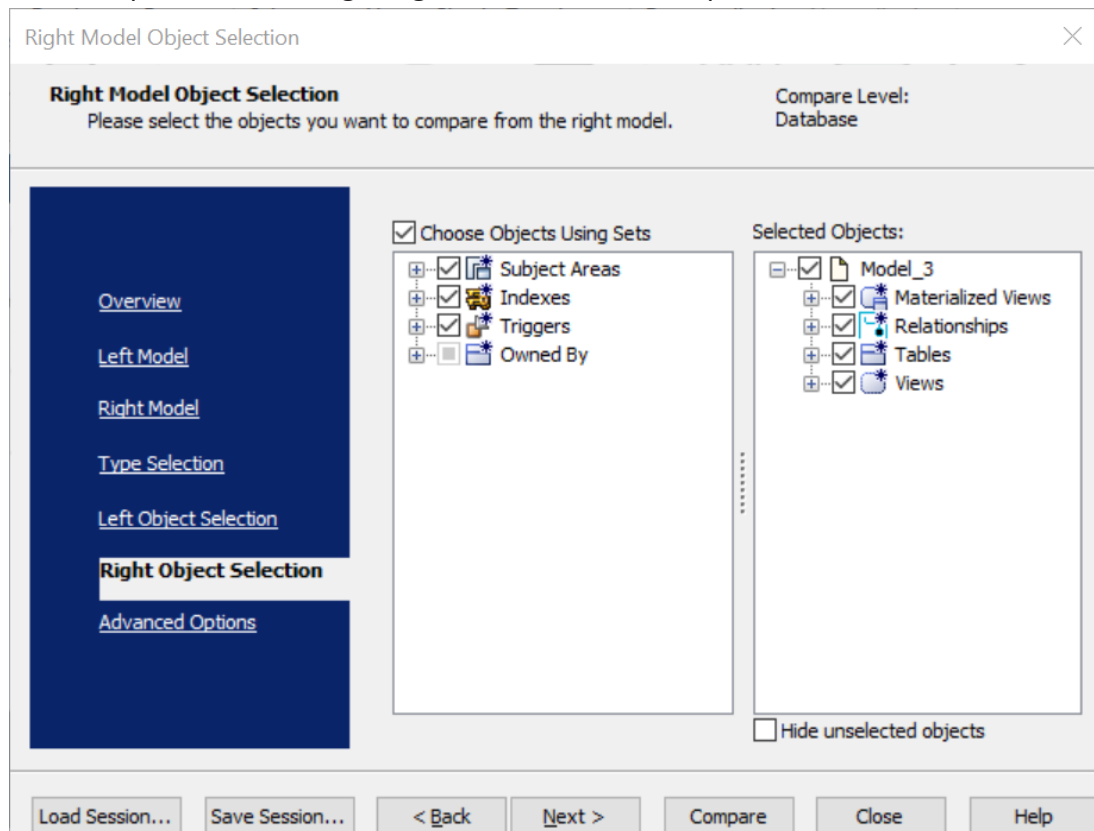 Right Model Object Selection
Right Model Object Selection
Please select the objects you want to compare from the right model.
Compare Level:
Database
Overview
Left Model
Right Model
Type Selection
Left Object Selection
Right Object Selection
Advanced Options
Choose Objects Using Sets
Subject Areas
Indexes
Triggers
Owned By
Selected Objects:
Model_3
Materialized Views
Relationships
Tables
Views
Hide unselected objects
Load Session...
Save Session...
< Back
Next >
Compare
Close
Help